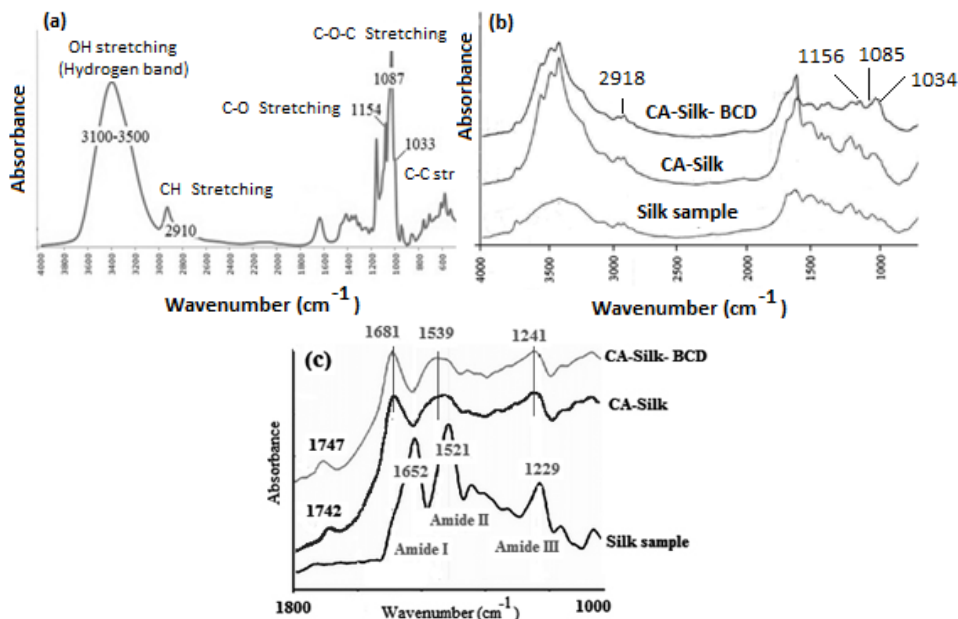 (a)
OH stretching
(Hydrogen band)
3100-3500
CH Stretching
2910
C-O-C Stretching
1087
C-O Stretching
1154
1033
C-C str
Absorbance
4000 3800 3600 3400 3200 3000 2800 2600 2400 2200 2000 1800 1600 1400 1200 1000 800 600
Wavenumber (cm⁻¹)
(b)
2918
1156 1085
1034
CA-Silk- BCD
CA-Silk
Silk sample
Absorbance
4000 3500 2500 2000 1500 1000
Wavenumber (cm⁻¹)
(c)
1681 1539 1241
CA-Silk- BCD
CA-Silk
1747
1652 1521 1229
1742
Amide II
Amide I Amide III
Silk sample
Absorbance
1800 1000
Wavenumber(cm⁻¹)